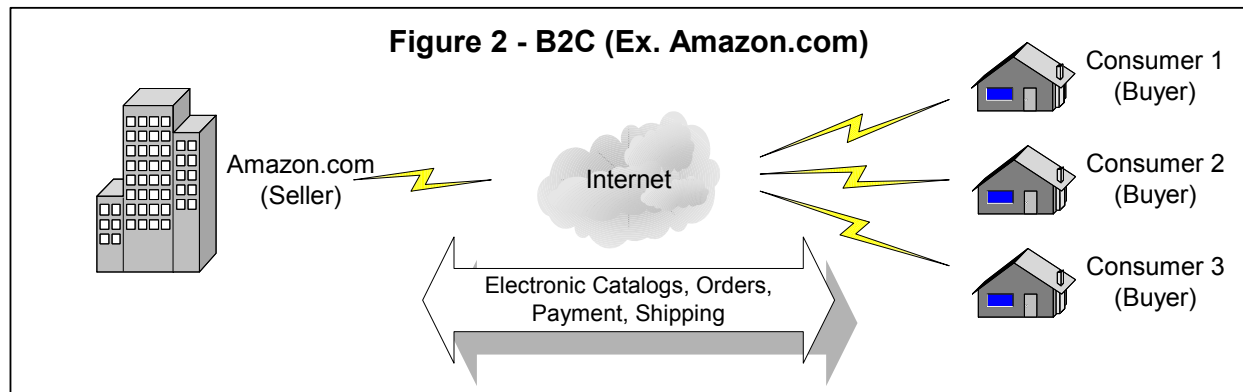 Figure 2 - B2C (Ex. Amazon.com)
Amazon.com
(Seller)
Internet
Consumer 1
(Buyer)
Consumer 2
(Buyer)
Consumer 3
(Buyer)
Electronic Catalogs, Orders,
Payment, Shipping